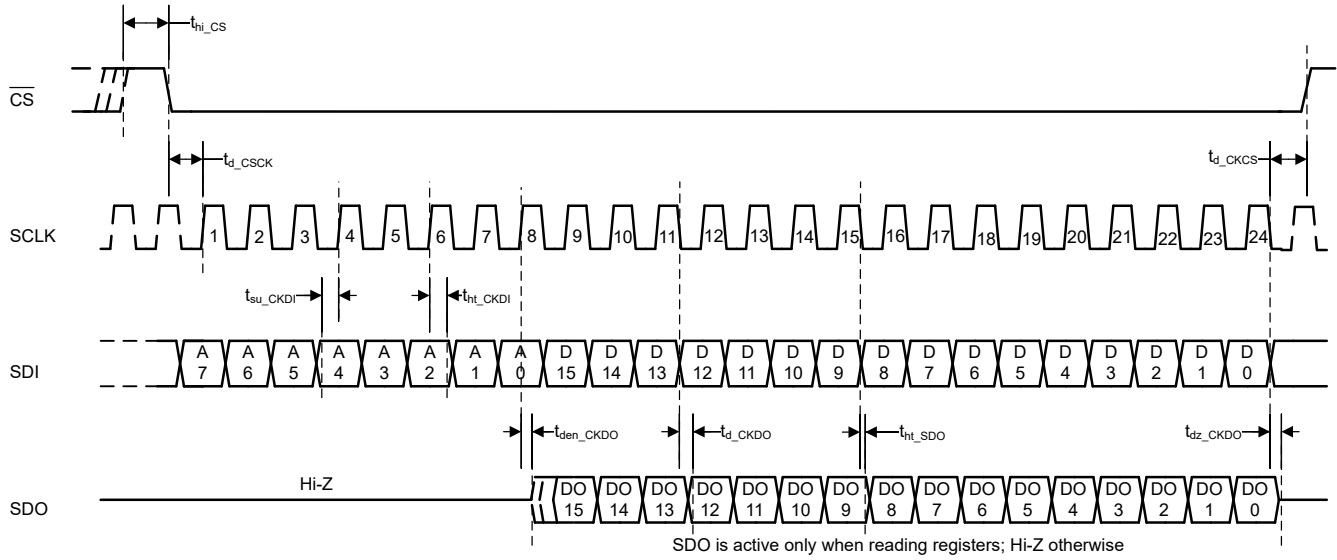 t_hi_CS
CS
t_d_CSCK t_d_CKCS
SCLK 1 2 3 4 5 6 7 8 9 10 11 12 13 14 15 16 17 18 19 20 21 22 23 24
t_su_CKDI t_ht_CKDI
SDI A7 A6 A5 A4 A3 A2 A1 A0 D15 D14 D13 D12 D11 D10 D9 D8 D7 D6 D5 D4 D3 D2 D1 D0
t_den_CKDO t_d_CKDO t_ht_SDO t_dz_CKDO
Hi-Z
SDO DO15 DO14 DO13 DO12 DO11 DO10 DO9 DO8 DO7 DO6 DO5 DO4 DO3 DO2 DO1 DO0
SDO is active only when reading registers; Hi-Z otherwise